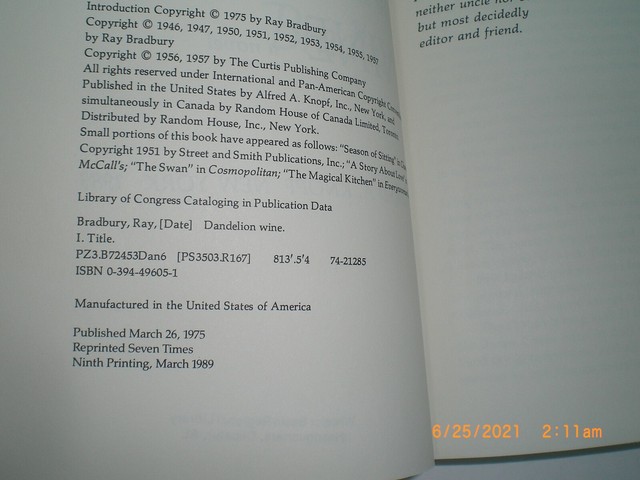 Introduction Copyright © 1975 by Ray Bradbury
Copyright © 1946, 1947, 1950, 1951, 1952, 1953, 1954, 1955, 1957
by Ray Bradbury
Copyright © 1956, 1957 by The Curtis Publishing Company
All rights reserved under International and Pan-American Copyright
Published in the United States by Alfred A. Knopf, Inc., New York, and
simultaneously in Canada by Random House of Canada Limited, Toronto
Distributed by Random House, Inc., New York.
Small portions of this book have appeared as follows: "Season of Sitting" in
Copyright 1951 by Street and Smith Publications, Inc.; "A Story About Love"
McCall's; "The Swan" in Cosmopolitan; "The Magical Kitchen" in
Library of Congress Cataloging in Publication Data
Bradbury, Ray, [Date] Dandelion wine.
I. Title.
PZ3.B72453Dan6 [PS3503.R167] 813'.5'4 74-21285
ISBN 0-394-49605-1
Manufactured in the United States of America
Published March 26, 1975
Reprinted Seven Times
Ninth Printing, March 1989
neither uncle nor
but most decidedly
editor and friend.
6/25/2021 2:11am